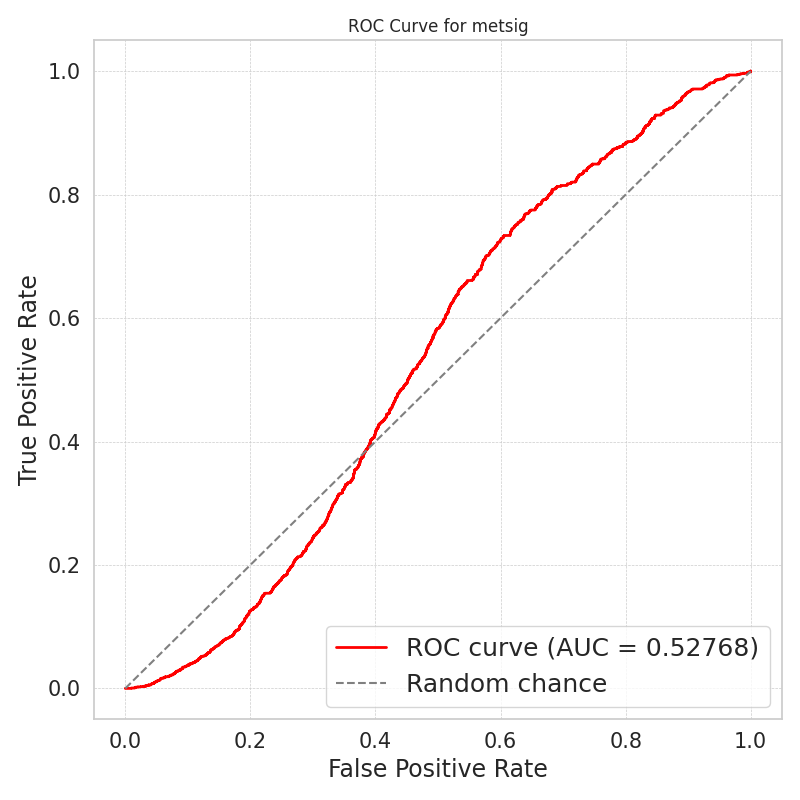 ROC Curve for metsig
True Positive Rate
1.0
0.8
0.6
0.4
0.2
0.0
ROC curve (AUC = 0.52768)
Random chance
0.0 0.2 0.4 0.6 0.8 1.0
False Positive Rate